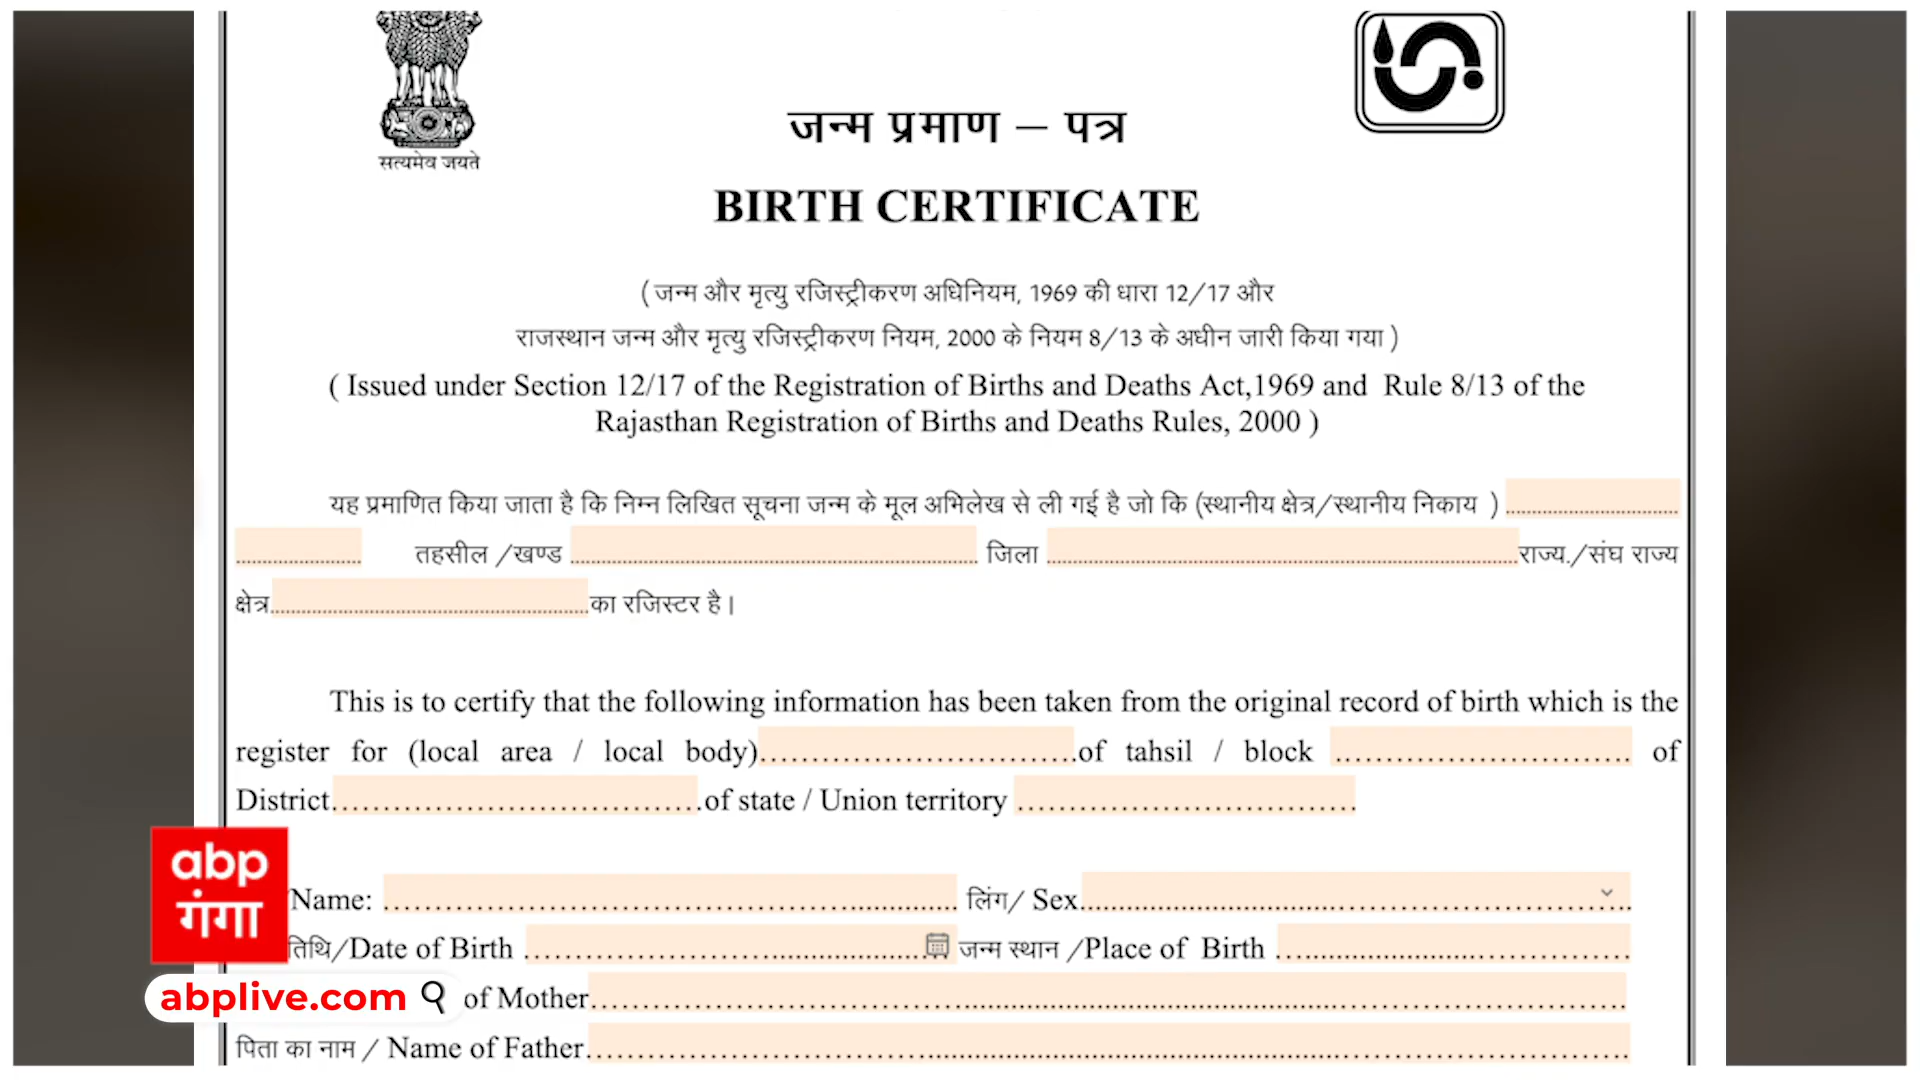 सत्यमेव जयते
जन्म प्रमाण – पत्र
BIRTH CERTIFICATE
( जन्म और मृत्यु रजिस्ट्रीकरण अधिनियम, 1969 की धारा 12/17 और
राजस्थान जन्म और मृत्यु रजिस्ट्रीकरण नियम, 2000 के नियम 8/13 के अधीन जारी किया गया )
( Issued under Section 12/17 of the Registration of Births and Deaths Act,1969 and Rule 8/13 of the
Rajasthan Registration of Births and Deaths Rules, 2000 )
यह प्रमाणित किया जाता है कि निम्न लिखित सूचना जन्म के मूल अभिलेख से ली गई है जो कि (स्थानीय क्षेत्र/स्थानीय निकाय )..............................
...................... तहसील /खण्ड .............................. जिला ..............................राज्य./संघ राज्य
क्षेत्र..............................का रजिस्टर है।
This is to certify that the following information has been taken from the original record of birth which is the
register for (local area / local body)..............................of tahsil / block .............................. of
District..............................of state / Union territory ..............................
/Name: .............................. लिंग/ Sex..............................
तिथि/Date of Birth .............................. जन्म स्थान /Place of Birth ..............................
of Mother..............................
पिता का नाम / Name of Father..............................
abp
गंगा
abplive.com